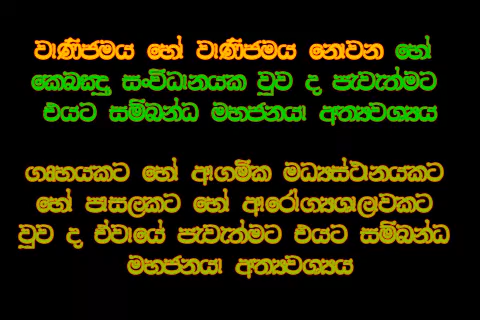 වාණිජමය හෝ වාණිජමය නොවන හෝ
කෙබඤු සංවිධානයක වුව ද පැවැත්මට
එයට සම්බන්ධ මහජනයා අත්‍යවශ්‍යය
ගෘහයකට හෝ ආගමික මධ්‍යස්ථානයකට
හෝ පාසලකට හෝ ආරෝග්‍යශාලාවකට
වුව ද ඒවායේ පැවැත්මට එයට සම්බන්ධ
මහජනයා අත්‍යවශ්‍යය